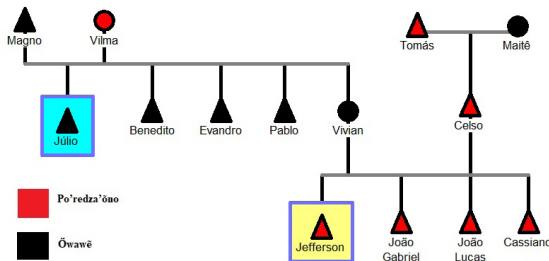 Magno
Vilma
Tomás
Maitê
Júlio
Benedito
Evandro
Pablo
Vivian
Celso
Po'redza'õno
Öwawẽ
Jefferson
João
Gabriel
João
Lucas
Cassiano